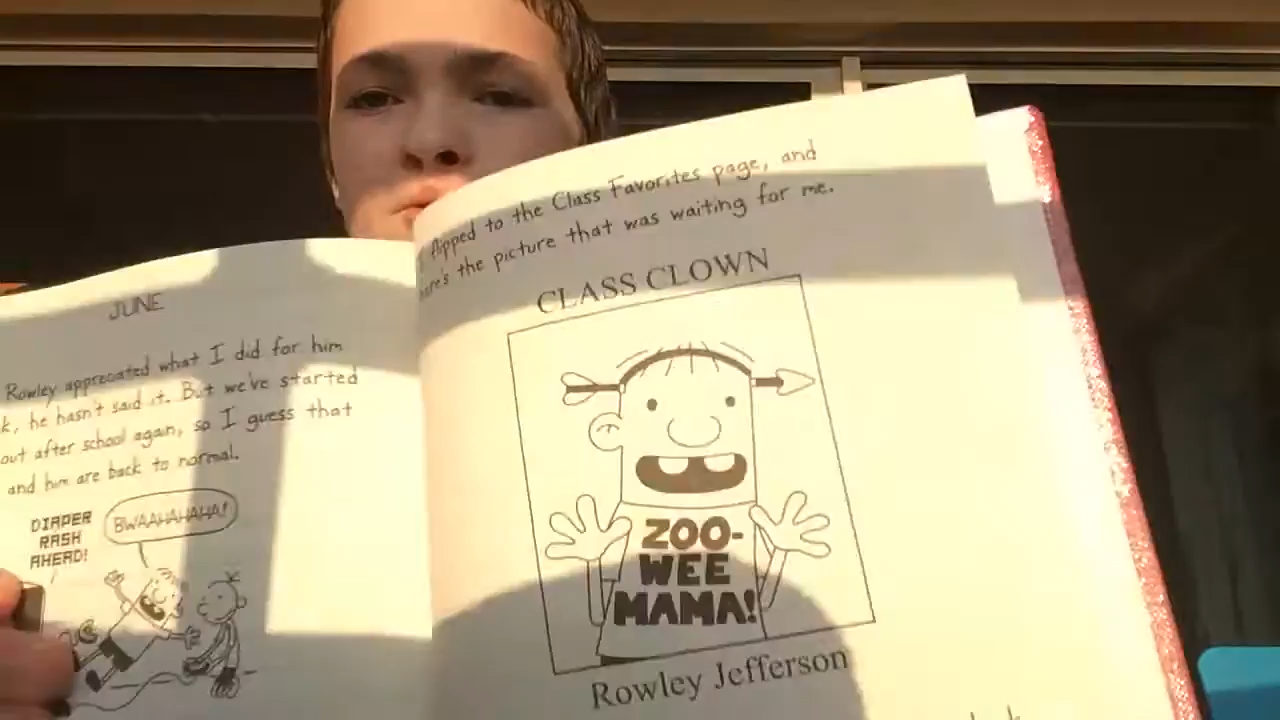 JUNE
Rowley appreciated what I did for him
he hasn't said it. But we've started
out after school again, so I guess that
and him are back to normal.
DIAPER
RASH
AHEAD!
BWAAHAHAHA!
flipped to the Class Favorites page, and
the picture that was waiting for me.
CLASS CLOWN
ZOO-
WEE
MAMA!
Rowley Jefferson